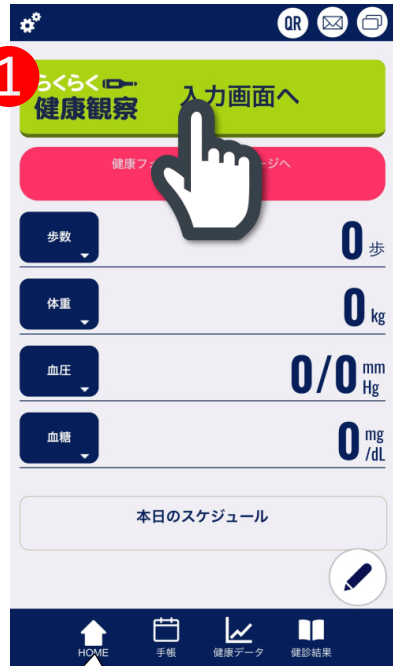 QR
1
らくらく
健康観察
入力画面へ
健康フ
ージへ
歩数
0 歩
体重
0 kg
血圧
0/0 mm
Hg
血糖
0 mg
/dL
本日のスケジュール
HOME 手帳 健康データ 健診結果